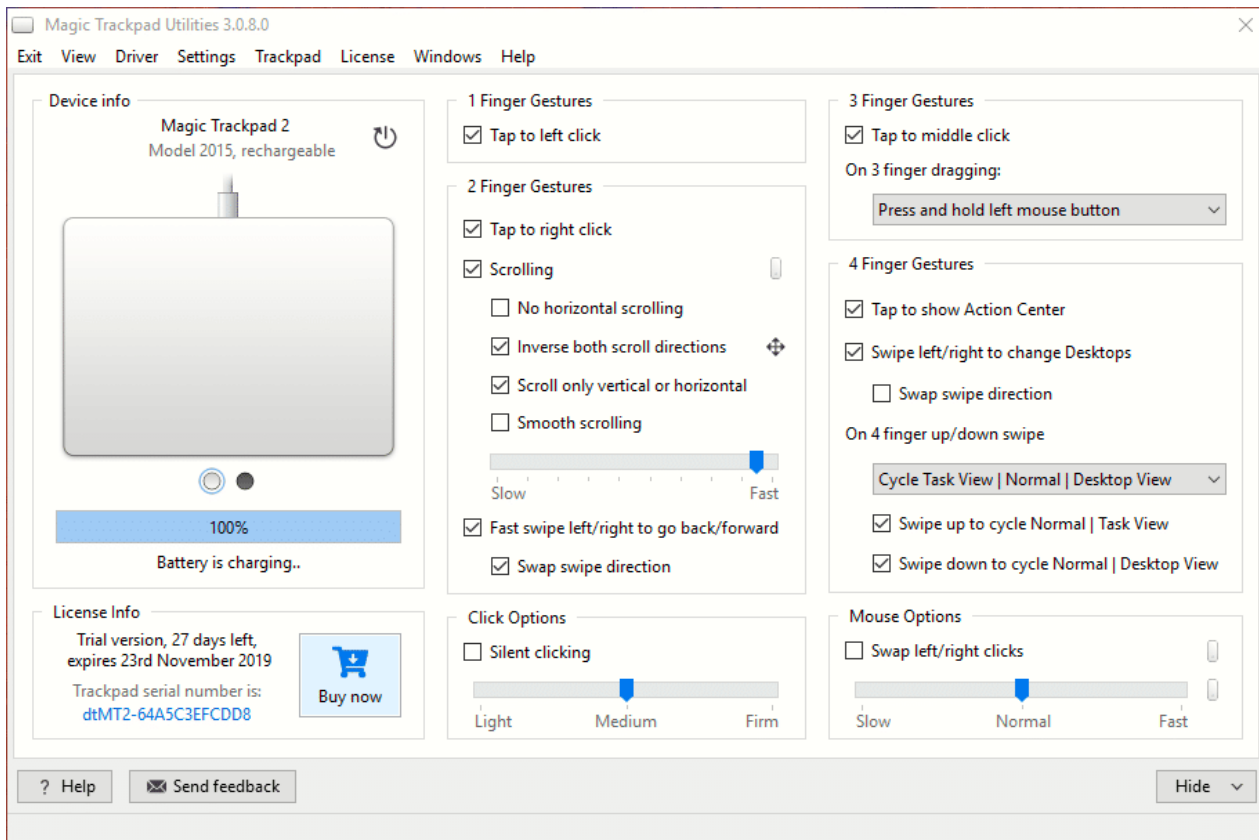 Magic Trackpad Utilities 3.0.8.0
Exit View Driver Settings Trackpad License Windows Help
Device info
Magic Trackpad 2
Model 2015, rechargeable
100%
Battery is charging..
License Info
Trial version, 27 days left,
expires 23rd November 2019
Trackpad serial number is:
dtMT2-64A5C3EFCDD8
Buy now
1 Finger Gestures
Tap to left click
2 Finger Gestures
Tap to right click
Scrolling
No horizontal scrolling
Inverse both scroll directions
Scroll only vertical or horizontal
Smooth scrolling
Slow Fast
Fast swipe left/right to go back/forward
Swap swipe direction
Click Options
Silent clicking
Light Medium Firm
3 Finger Gestures
Tap to middle click
On 3 finger dragging:
Press and hold left mouse button
4 Finger Gestures
Tap to show Action Center
Swipe left/right to change Desktops
Swap swipe direction
On 4 finger up/down swipe
Cycle Task View | Normal | Desktop View
Swipe up to cycle Normal | Task View
Swipe down to cycle Normal | Desktop View
Mouse Options
Swap left/right clicks
Slow Normal Fast
? Help
Send feedback
Hide